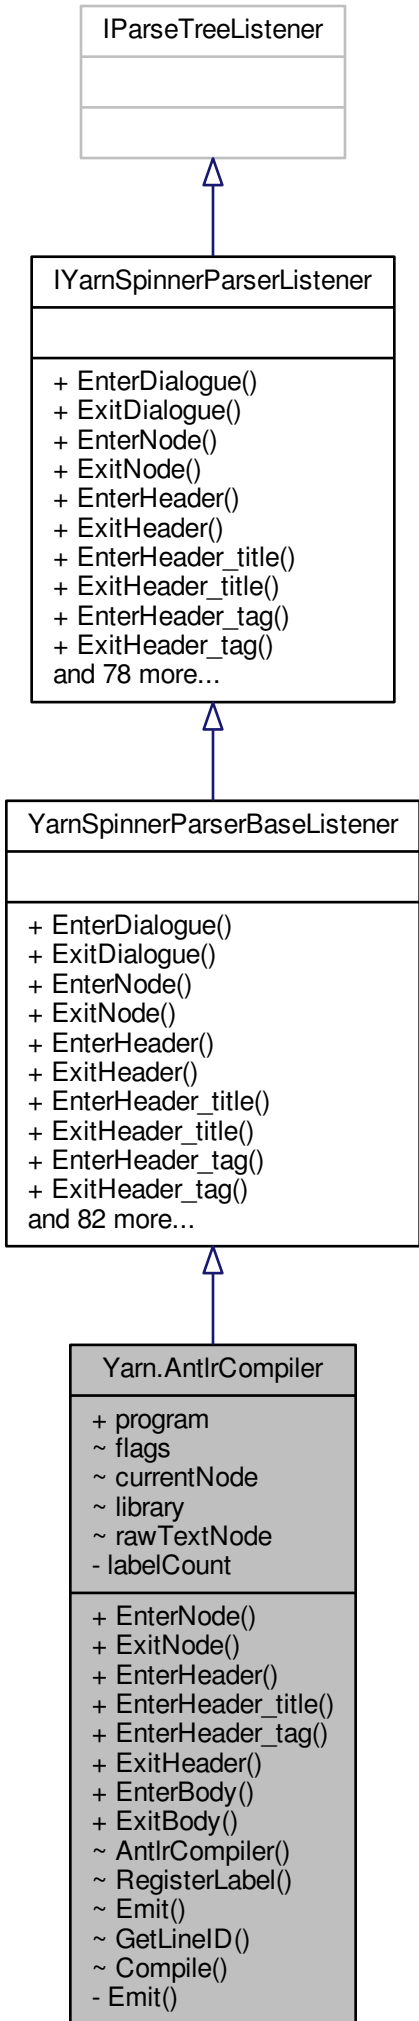 IParseTreeListener
IYarnSpinnerParserListener
+ EnterDialogue()
+ ExitDialogue()
+ EnterNode()
+ ExitNode()
+ EnterHeader()
+ ExitHeader()
+ EnterHeader_title()
+ ExitHeader_title()
+ EnterHeader_tag()
+ ExitHeader_tag()
and 78 more...
YarnSpinnerParserBaseListener
+ EnterDialogue()
+ ExitDialogue()
+ EnterNode()
+ ExitNode()
+ EnterHeader()
+ ExitHeader()
+ EnterHeader_title()
+ ExitHeader_title()
+ EnterHeader_tag()
+ ExitHeader_tag()
and 82 more...
Yarn.AntlrCompiler
+ program
~ flags
~ currentNode
~ library
~ rawTextNode
- labelCount
+ EnterNode()
+ ExitNode()
+ EnterHeader()
+ EnterHeader_title()
+ EnterHeader_tag()
+ ExitHeader()
+ EnterBody()
+ ExitBody()
~ AntlrCompiler()
~ RegisterLabel()
~ Emit()
~ GetLineID()
~ Compile()
- Emit()